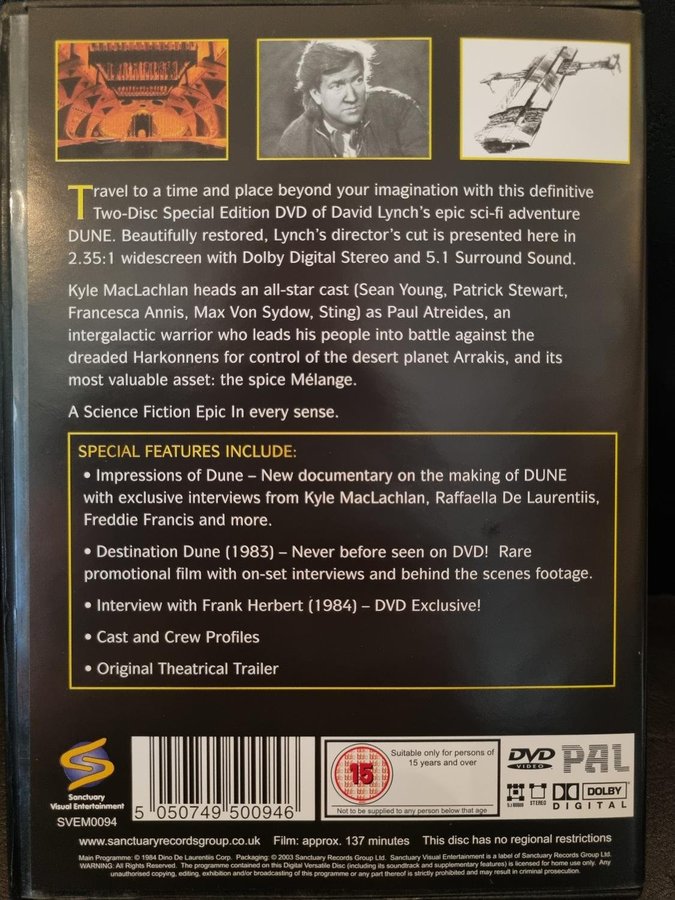 Travel to a time and place beyond your imagination with this definitive
Two-Disc Special Edition DVD of David Lynch's epic sci-fi adventure
DUNE. Beautifully restored, Lynch's director's cut is presented here in
2.35:1 widescreen with Dolby Digital Stereo and 5.1 Surround Sound.
Kyle MacLachlan heads an all-star cast (Sean Young, Patrick Stewart,
Francesca Annis, Max Von Sydow, Sting) as Paul Atreides, an
intergalactic warrior who leads his people into battle against the
dreaded Harkonnens for control of the desert planet Arrakis, and its
most valuable asset: the spice Mélange.
A Science Fiction Epic In every sense.
SPECIAL FEATURES INCLUDE:
• Impressions of Dune – New documentary on the making of DUNE
with exclusive interviews from Kyle MacLachlan, Raffaella De Laurentiis,
Freddie Francis and more.
• Destination Dune (1983) – Never before seen on DVD! Rare
promotional film with on-set interviews and behind the scenes footage.
• Interview with Frank Herbert (1984) – DVD Exclusive!
• Cast and Crew Profiles
• Original Theatrical Trailer
Sanctuary
Visual Entertainment
SVEM0094
5 050749 500946
15
Suitable only for persons of
15 years and over
Not to be supplied to any person below that age
DVD
VIDEO
PAL
5.1
STEREO
DOLBY
DIGITAL
www.sanctuaryrecordsgroup.co.uk Film: approx. 137 minutes This disc has no regional restrictions
Main Programme: © 1984 Dino De Laurentiis Corp. Packaging: © 2003 Sanctuary Records Group Ltd. Sanctuary Visual Entertainment is a label of Sanctuary Records Group Ltd.
WARNING: All Rights Reserved. The programme contained on this Digital Versatile Disc (including its soundtrack and supplementary features) is licensed for home use only. Any
unauthorised copying, editing, exhibition and/or broadcasting of this programme or any part thereof is strictly prohibited and may result in criminal prosecution.